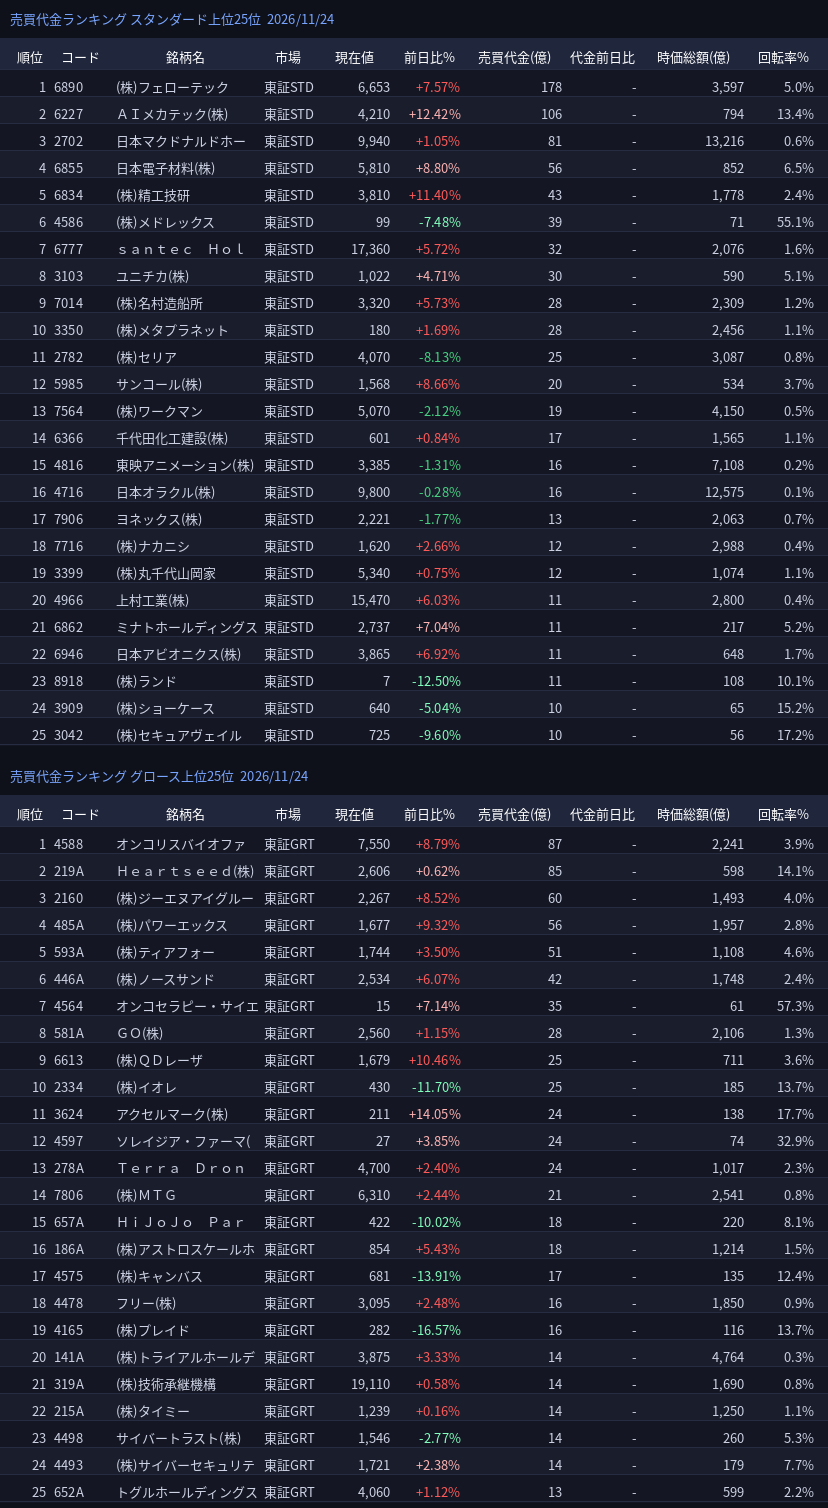 売買代金ランキング スタンダード上位25位 2026/11/24
順位 コード 銘柄名 市場 現在値 前日比% 売買代金(億) 代金前日比 時価総額(億) 回転率%
1 6890 (株)フェローテック 東証STD 6,653 +7.57% 178 - 3,597 5.0%
2 6227 ＡＩメカテック(株) 東証STD 4,210 +12.42% 106 - 794 13.4%
3 2702 日本マクドナルドホー 東証STD 9,940 +1.05% 81 - 13,216 0.6%
4 6855 日本電子材料(株) 東証STD 5,810 +8.80% 56 - 852 6.5%
5 6834 (株)精工技研 東証STD 3,810 +11.40% 43 - 1,778 2.4%
6 4586 (株)メドレックス 東証STD 99 -7.48% 39 - 71 55.1%
7 6777 ｓａｎｔｅｃ　Ｈｏｌ 東証STD 17,360 +5.72% 32 - 2,076 1.6%
8 3103 ユニチカ(株) 東証STD 1,022 +4.71% 30 - 590 5.1%
9 7014 (株)名村造船所 東証STD 3,320 +5.73% 28 - 2,309 1.2%
10 3350 (株)メタプラネット 東証STD 180 +1.69% 28 - 2,456 1.1%
11 2782 (株)セリア 東証STD 4,070 -8.13% 25 - 3,087 0.8%
12 5985 サンコール(株) 東証STD 1,568 +8.66% 20 - 534 3.7%
13 7564 (株)ワークマン 東証STD 5,070 -2.12% 19 - 4,150 0.5%
14 6366 千代田化工建設(株) 東証STD 601 +0.84% 17 - 1,565 1.1%
15 4816 東映アニメーション(株) 東証STD 3,385 -1.31% 16 - 7,108 0.2%
16 4716 日本オラクル(株) 東証STD 9,800 -0.28% 16 - 12,575 0.1%
17 7906 ヨネックス(株) 東証STD 2,221 -1.77% 13 - 2,063 0.7%
18 7716 (株)ナカニシ 東証STD 1,620 +2.66% 12 - 2,988 0.4%
19 3399 (株)丸千代山岡家 東証STD 5,340 +0.75% 12 - 1,074 1.1%
20 4966 上村工業(株) 東証STD 15,470 +6.03% 11 - 2,800 0.4%
21 6862 ミナトホールディングス 東証STD 2,737 +7.04% 11 - 217 5.2%
22 6946 日本アビオニクス(株) 東証STD 3,865 +6.92% 11 - 648 1.7%
23 8918 (株)ランド 東証STD 7 -12.50% 11 - 108 10.1%
24 3909 (株)ショーケース 東証STD 640 -5.04% 10 - 65 15.2%
25 3042 (株)セキュアヴェイル 東証STD 725 -9.60% 10 - 56 17.2%
売買代金ランキング グロース上位25位 2026/11/24
順位 コード 銘柄名 市場 現在値 前日比% 売買代金(億) 代金前日比 時価総額(億) 回転率%
1 4588 オンコリスバイオファ 東証GRT 7,550 +8.79% 87 - 2,241 3.9%
2 219A Ｈｅａｒｔｓｅｅｄ(株) 東証GRT 2,606 +0.62% 85 - 598 14.1%
3 2160 (株)ジーエヌアイグルー 東証GRT 2,267 +8.52% 60 - 1,493 4.0%
4 485A (株)パワーエックス 東証GRT 1,677 +9.32% 56 - 1,957 2.8%
5 593A (株)ティアフォー 東証GRT 1,744 +3.50% 51 - 1,108 4.6%
6 446A (株)ノースサンド 東証GRT 2,534 +6.07% 42 - 1,748 2.4%
7 4564 オンコセラピー・サイエ 東証GRT 15 +7.14% 35 - 61 57.3%
8 581A ＧＯ(株) 東証GRT 2,560 +1.15% 28 - 2,106 1.3%
9 6613 (株)ＱＤレーザ 東証GRT 1,679 +10.46% 25 - 711 3.6%
10 2334 (株)イオレ 東証GRT 430 -11.70% 25 - 185 13.7%
11 3624 アクセルマーク(株) 東証GRT 211 +14.05% 24 - 138 17.7%
12 4597 ソレイジア・ファーマ( 東証GRT 27 +3.85% 24 - 74 32.9%
13 278A Ｔｅｒｒａ　Ｄｒｏｎ 東証GRT 4,700 +2.40% 24 - 1,017 2.3%
14 7806 (株)ＭＴＧ 東証GRT 6,310 +2.44% 21 - 2,541 0.8%
15 657A ＨｉＪｏＪｏ　Ｐａｒ 東証GRT 422 -10.02% 18 - 220 8.1%
16 186A (株)アストロスケールホ 東証GRT 854 +5.43% 18 - 1,214 1.5%
17 4575 (株)キャンバス 東証GRT 681 -13.91% 17 - 135 12.4%
18 4478 フリー(株) 東証GRT 3,095 +2.48% 16 - 1,850 0.9%
19 4165 (株)プレイド 東証GRT 282 -16.57% 16 - 116 13.7%
20 141A (株)トライアルホールデ 東証GRT 3,875 +3.33% 14 - 4,764 0.3%
21 319A (株)技術承継機構 東証GRT 19,110 +0.58% 14 - 1,690 0.8%
22 215A (株)タイミー 東証GRT 1,239 +0.16% 14 - 1,250 1.1%
23 4498 サイバートラスト(株) 東証GRT 1,546 -2.77% 14 - 260 5.3%
24 4493 (株)サイバーセキュリテ 東証GRT 1,721 +2.38% 14 - 179 7.7%
25 652A トグルホールディングス 東証GRT 4,060 +1.12% 13 - 599 2.2%